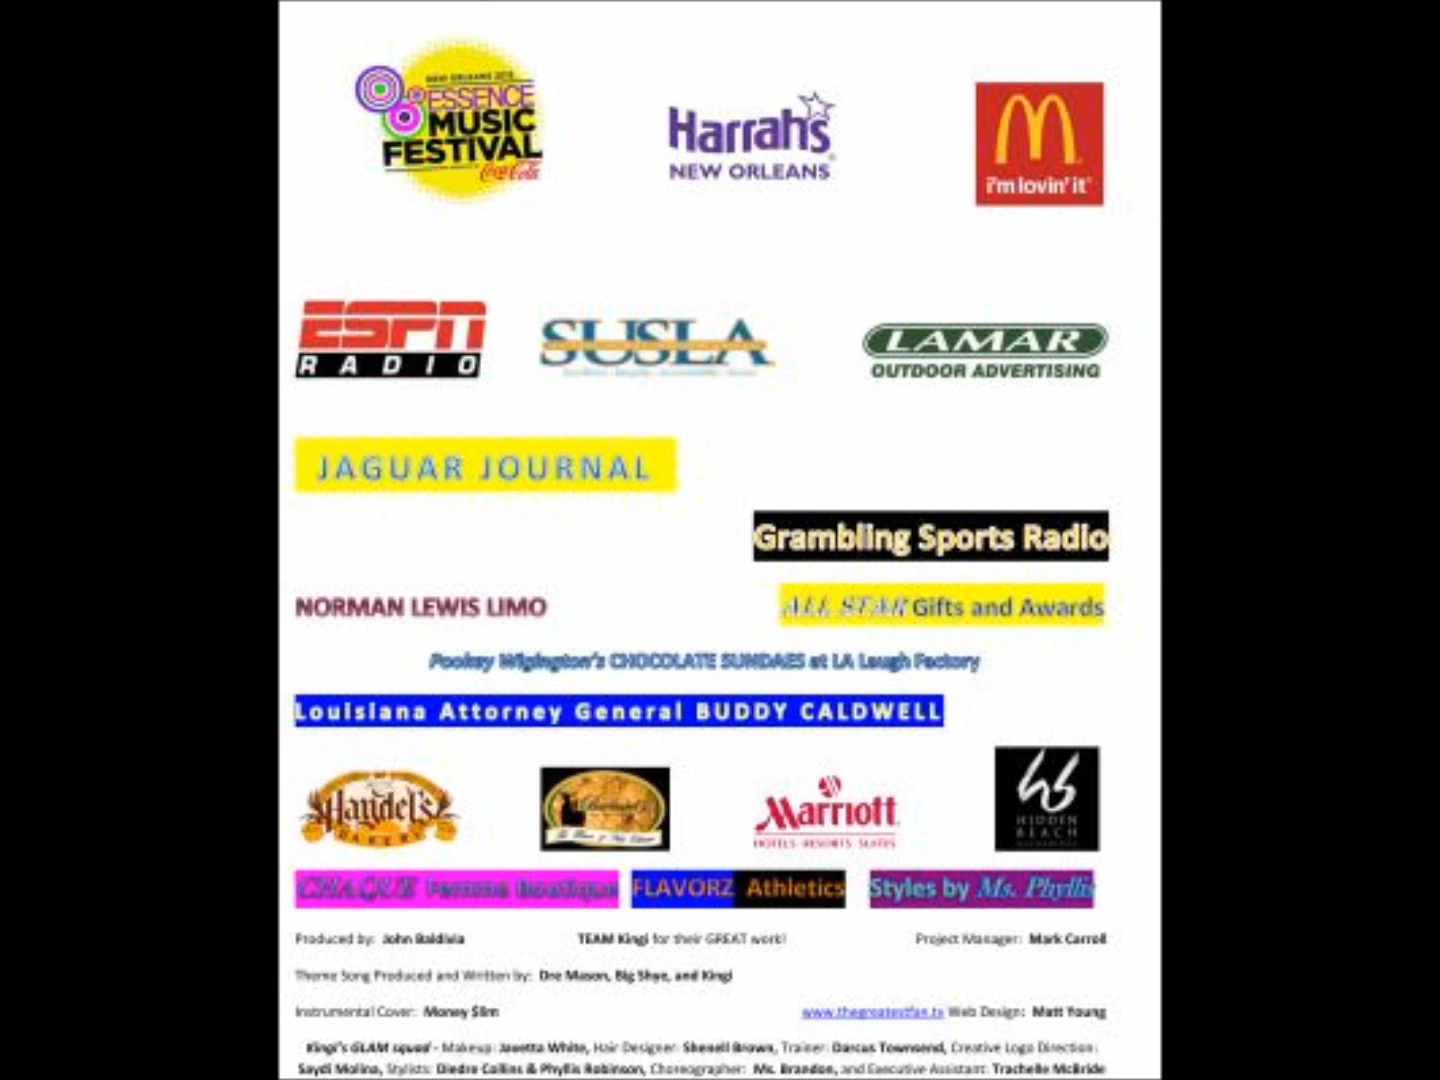 NEW ORLEANS
ESSENCE
MUSIC
FESTIVAL
Coca-Cola
Harrah's
NEW ORLEANS
M
i'm lovin' it
ESPN
RADIO
SUSLA
LAMAR
OUTDOOR ADVERTISING
JAGUAR JOURNAL
Grambling Sports Radio
NORMAN LEWIS LIMO
ALL STAR Gifts and Awards
Pookey Wigington's CHOCOLATE SUNDAES at LA Laugh Factory
Louisiana Attorney General BUDDY CALDWELL
Haydel's
BAKERY
Marriott
HOTELS RESORTS SUITES
hb
HIDDEN
BEACH
CHAQUE Femme Boutique FLAVORZ Athletics Styles by Ms. Phyllis
Produced by: John Baldivia TEAM Kingi for their GREAT work! Project Manager: Mark Carroll
Theme Song Produced and Written by: Dre Mason, Big Shye, and Kingi
Instrumental Cover: Money $lim www.thegreatestfan.tv Web Design: Matt Young
Kingi's GLAM squad - Makeup: Javetta White, Hair Designer: Shenell Brown, Trainer: Darcus Townsend, Creative Logo Direction:
Saydi Molina, Stylists: Diedre Collins & Phyllis Robinson, Choreographer: Ms. Brandon, and Executive Assistant: Trachelle McBride